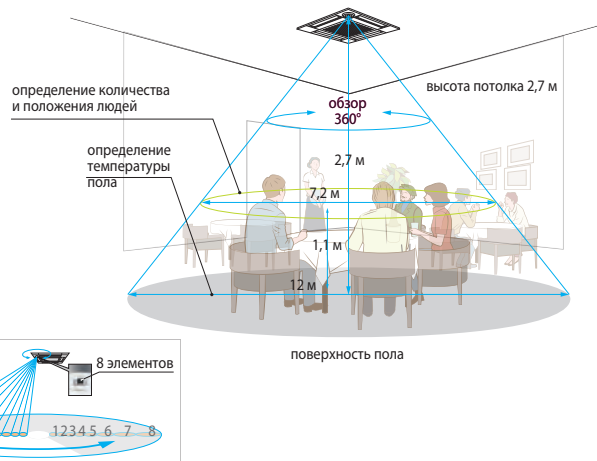 определение количества
и положения людей
обзор
360°
высота потолка 2,7 м
определение
температуры
пола
2,7 м
7,2 м
1,1 м
12 м
поверхность пола
8 элементов
1 2 3 4 5 6 7 8